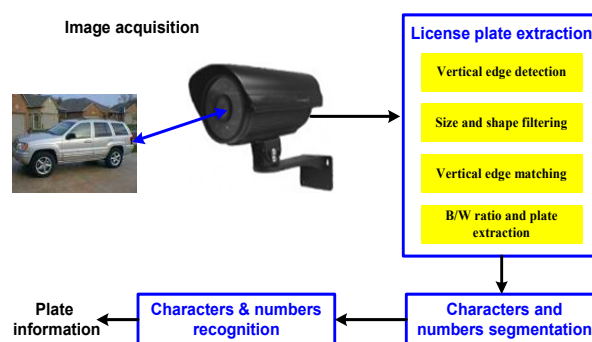 Image acquisition
License plate extraction
Vertical edge detection
Size and shape filtering
Vertical edge matching
B/W ratio and plate
extraction
Characters and
numbers segmentation
Characters & numbers
recognition
Plate
information